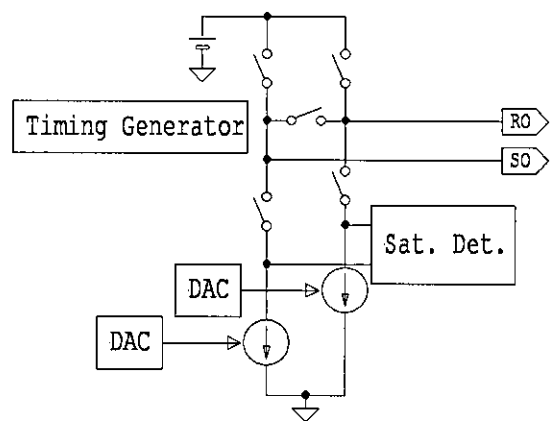 Timing Generator
RO
SO
Sat. Det.
DAC
DAC